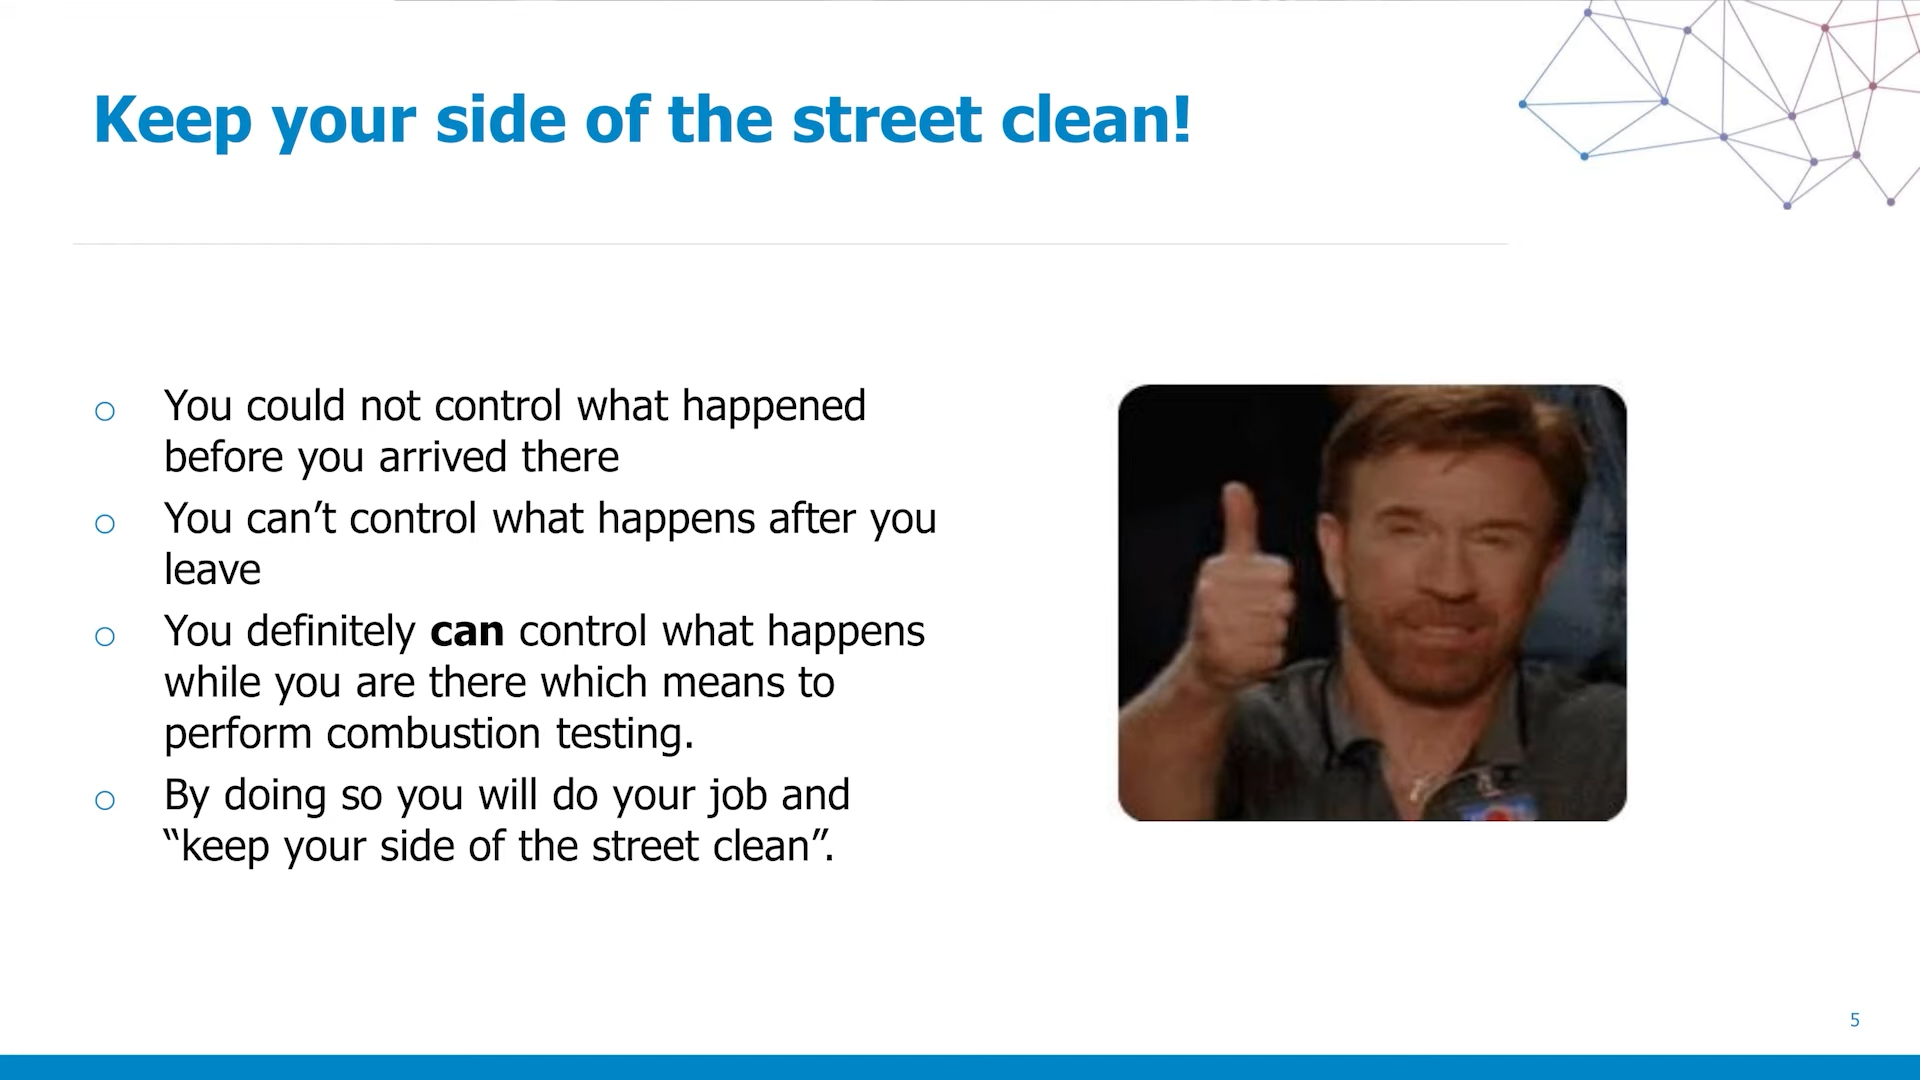 Keep your side of the street clean!
o You could not control what happened
before you arrived there
o You can’t control what happens after you
leave
o You definitely can control what happens
while you are there which means to
perform combustion testing.
o By doing so you will do your job and
“keep your side of the street clean”.
5